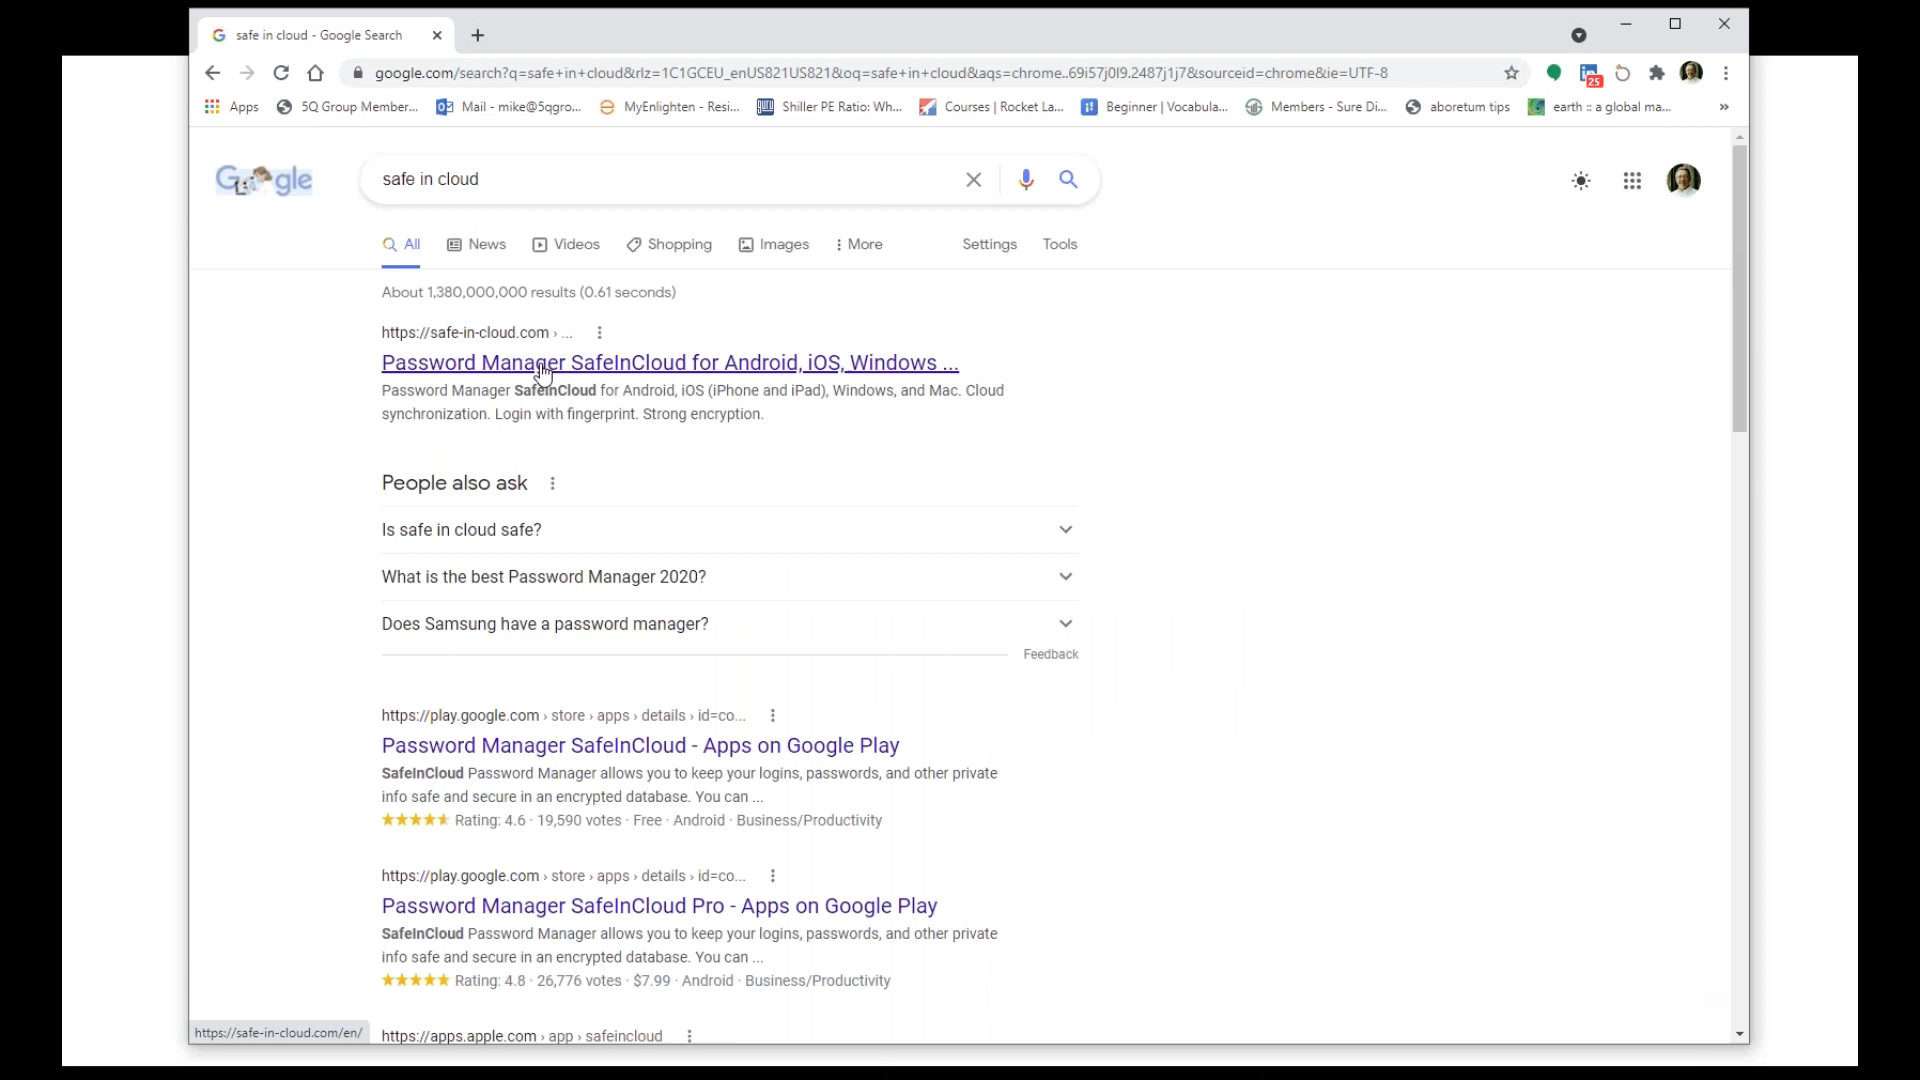 safe in cloud - Google Search
google.com/search?q=safe+in+cloud&rlz=1C1GCEU_enUS821US821&oq=safe+in+cloud&aqs=chrome..69i57j0l9.2487j1j7&sourceid=chrome&ie=UTF-8
25
Apps
5Q Group Member...
Mail - mike@5qgro...
MyEnlighten - Resi...
Shiller PE Ratio: Wh...
Courses | Rocket La...
Beginner | Vocabula...
Members - Sure Di...
aboretum tips
earth :: a global ma...
»
Google
safe in cloud
All
News
Videos
Shopping
Images
More
Settings
Tools
About 1,380,000,000 results (0.61 seconds)
https://safe-in-cloud.com › ...
Password Manager SafeInCloud for Android, iOS, Windows ...
Password Manager SafeInCloud for Android, iOS (iPhone and iPad), Windows, and Mac. Cloud
synchronization. Login with fingerprint. Strong encryption.
People also ask
Is safe in cloud safe?
What is the best Password Manager 2020?
Does Samsung have a password manager?
Feedback
https://play.google.com › store › apps › details › id=co...
Password Manager SafeInCloud - Apps on Google Play
SafeInCloud Password Manager allows you to keep your logins, passwords, and other private
info safe and secure in an encrypted database. You can ...
Rating: 4.6 · 19,590 votes · Free · Android · Business/Productivity
https://play.google.com › store › apps › details › id=co...
Password Manager SafeInCloud Pro - Apps on Google Play
SafeInCloud Password Manager allows you to keep your logins, passwords, and other private
info safe and secure in an encrypted database. You can ...
Rating: 4.8 · 26,776 votes · $7.99 · Android · Business/Productivity
https://safe-in-cloud.com/en/
https://apps.apple.com › app › safeincloud